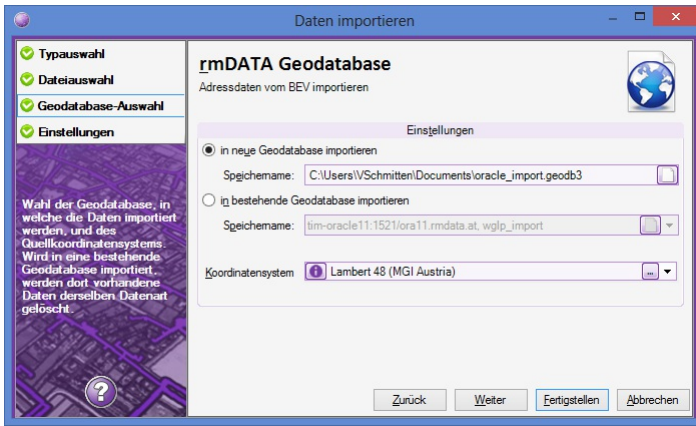 Daten importieren
Typauswahl
Dateiauswahl
Geodatabase-Auswahl
Einstellungen
Wahl der Geodatabase, in
welche die Daten importiert
werden, und des
Quellkoordinatensystems.
Wird in eine bestehende
Geodatabase importiert,
werden dort vorhandene
Daten derselben Datenart
gelöscht.
?
rmDATA Geodatabase
Adressdaten vom BEV importieren
Einstellungen
in neue Geodatabase importieren
Speichername: C:\Users\VSchmitten\Documents\oracle_import.geodb3
in bestehende Geodatabase importieren
Speichername: tim-oracle11:1521/ora11.rmdata.at, wglp_import
Koordinatensystem Lambert 48 (MGI Austria) ...
Zurück Weiter Fertigstellen Abbrechen